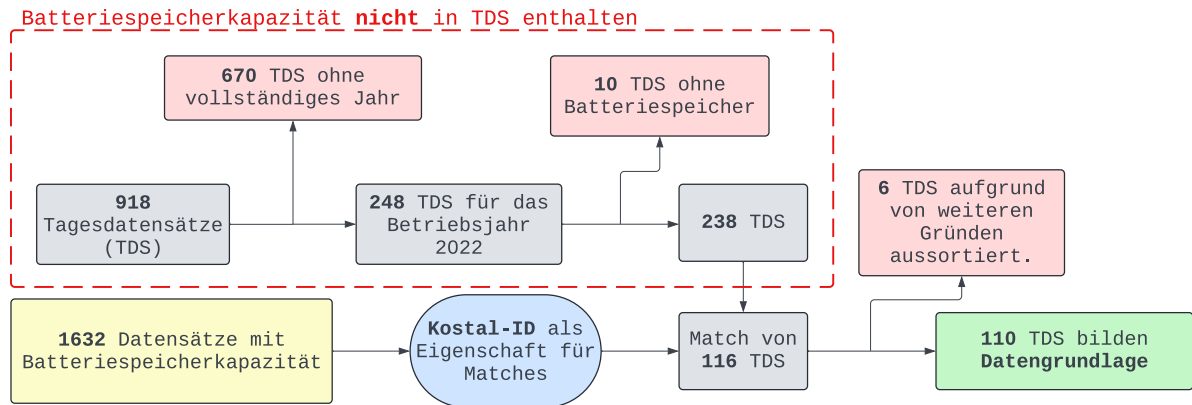 Batteriespeicherkapazität nicht in TDS enthalten
670 TDS ohne
vollständiges Jahr
10 TDS ohne
Batteriespeicher
918
Tagesdatensätze
(TDS)
248 TDS für das
Betriebsjahr
2022
238 TDS
6 TDS aufgrund
von weiteren
Gründen
aussortiert.
1632 Datensätze mit
Batteriespeicherkapazität
Kostal-ID als
Eigenschaft für
Matches
Match von
116 TDS
110 TDS bilden
Datengrundlage